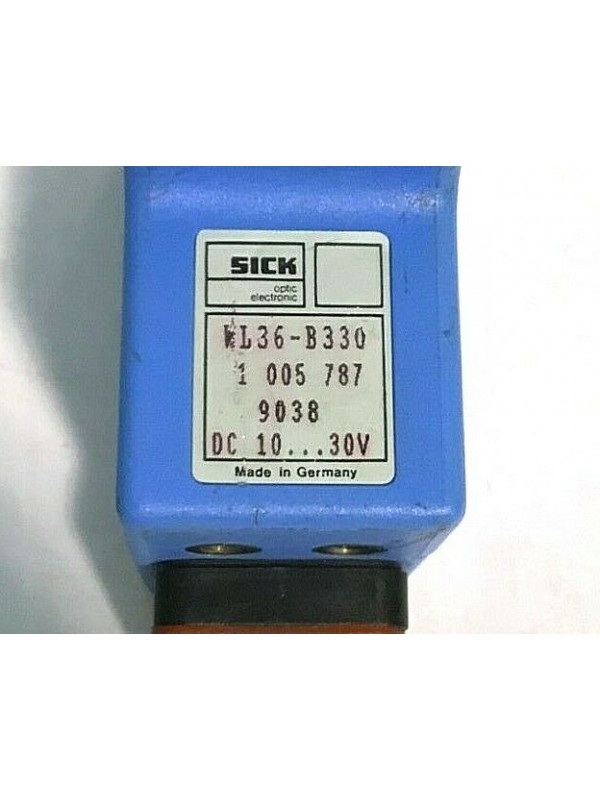 SICK
optic
electronic
WL36-B330
1 005 787
9038
DC 10...30V
Made in Germany